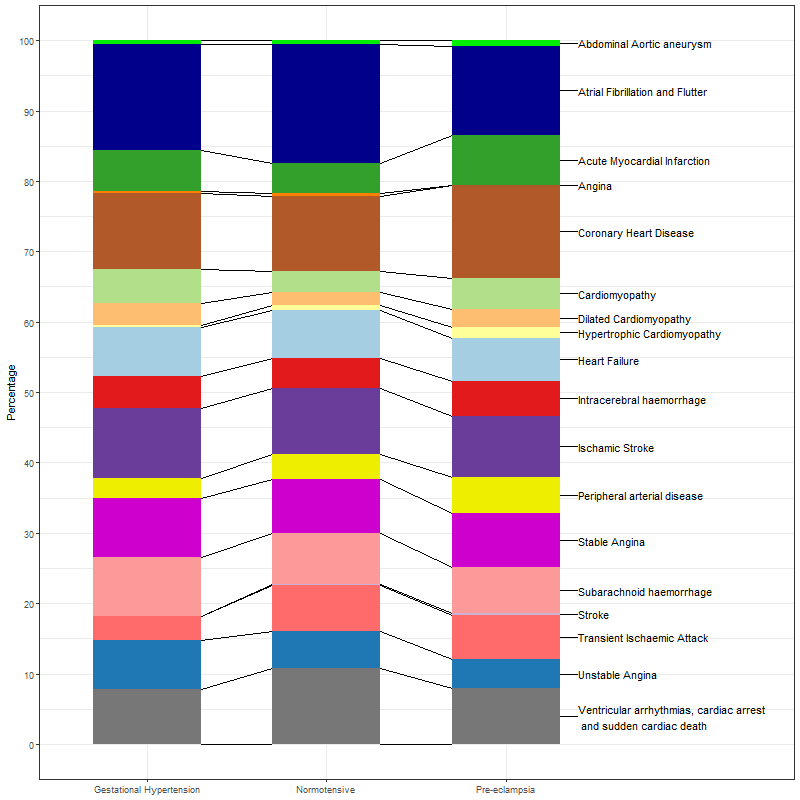 100
90
80
70
60
50
40
30
20
10
0
Percentage
Abdominal Aortic aneurysm
Atrial Fibrillation and Flutter
Acute Myocardial Infarction
Angina
Coronary Heart Disease
Cardiomyopathy
Dilated Cardiomyopathy
Hypertrophic Cardiomyopathy
Heart Failure
Intracerebral haemorrhage
Ischamic Stroke
Peripheral arterial disease
Stable Angina
Subarachnoid haemorrhage
Stroke
Transient Ischaemic Attack
Unstable Angina
Ventricular arrhythmias, cardiac arrest
and sudden cardiac death
Gestational Hypertension
Normotensive
Pre-eclampsia